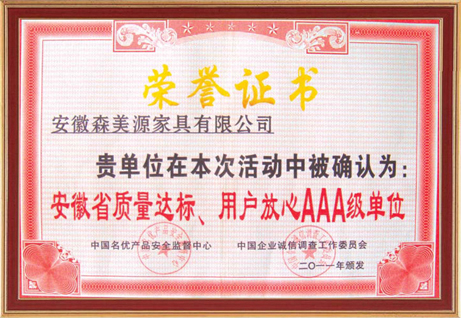 荣誉证书
安徽森美源家具有限公司
贵单位在本次活动中被确认为：
安徽省质量达标、用户放心AAA级单位
中国名优产品安全监督中心 中国企业诚信调查工作委员会
二〇一一年颁发